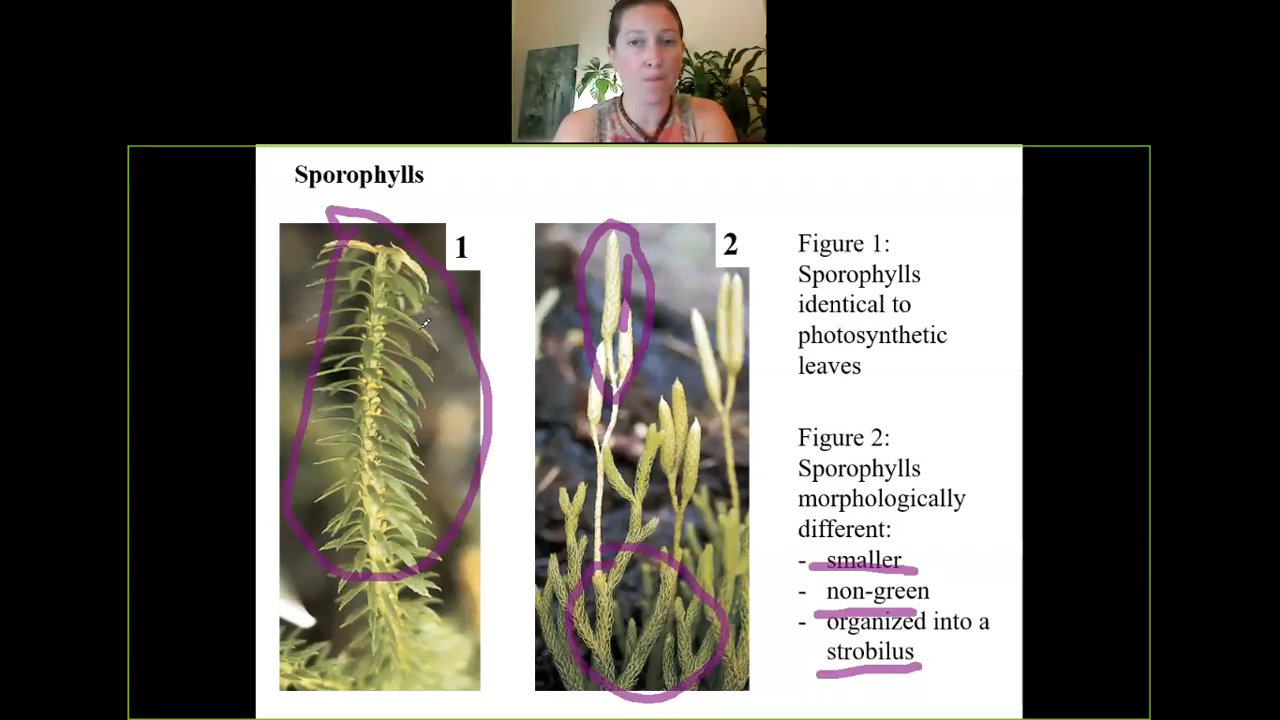 Sporophylls
1
2
Figure 1:
Sporophylls
identical to
photosynthetic
leaves
Figure 2:
Sporophylls
morphologically
different:
- smaller
- non-green
- organized into a
strobilus